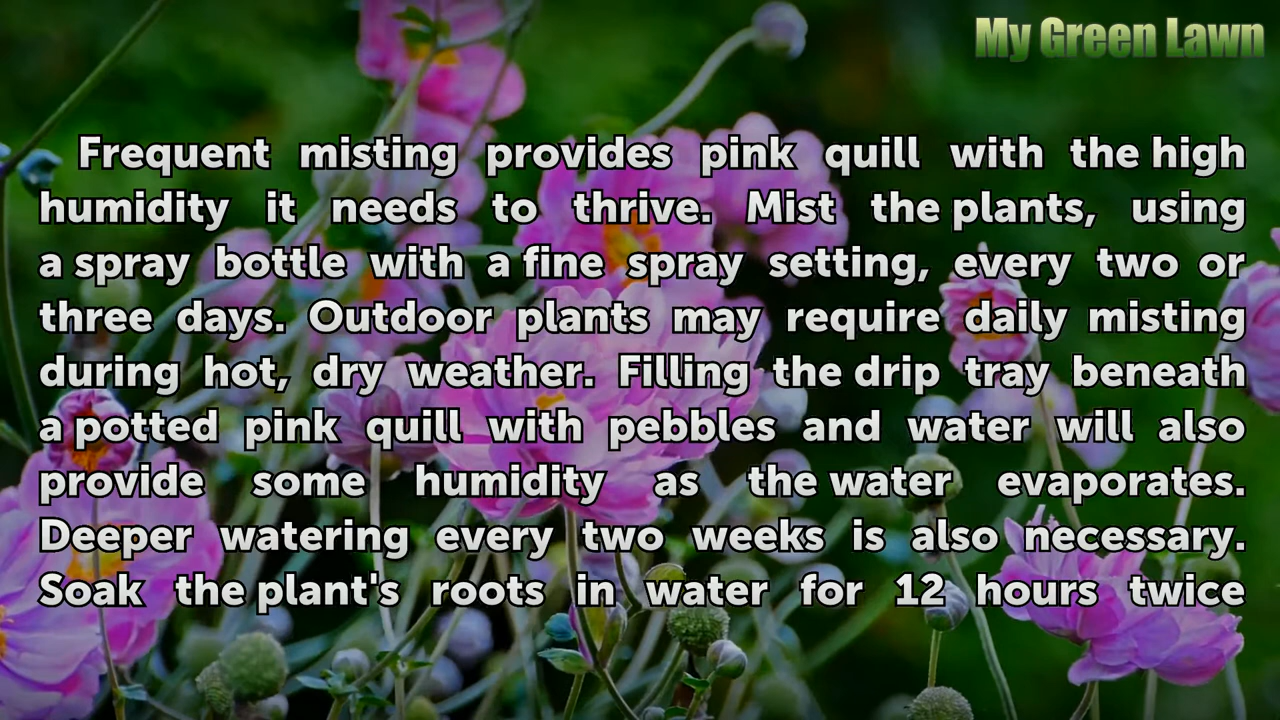 My Green Lawn
Frequent misting provides pink quill with the high
humidity it needs to thrive. Mist the plants, using
a spray bottle with a fine spray setting, every two or
three days. Outdoor plants may require daily misting
during hot, dry weather. Filling the drip tray beneath
a potted pink quill with pebbles and water will also
provide some humidity as the water evaporates.
Deeper watering every two weeks is also necessary.
Soak the plant's roots in water for 12 hours twice